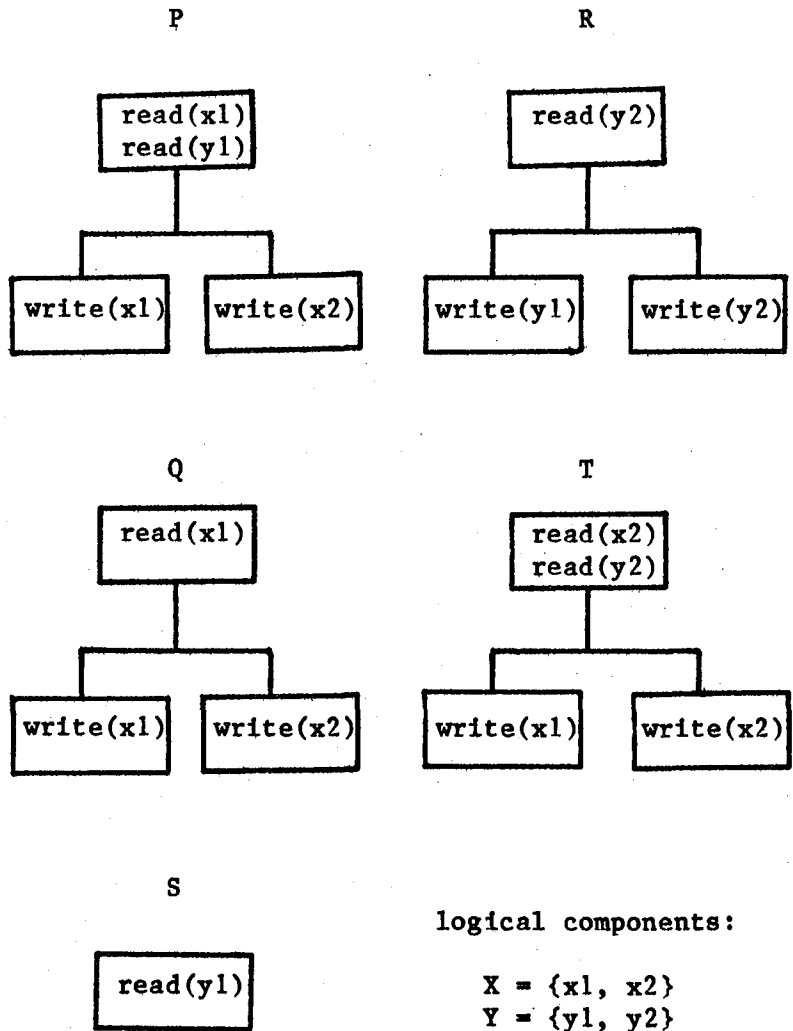 P R
read(x1) read(y2)
read(y1)
write(x1) write(x2) write(y1) write(y2)
Q T
read(x1) read(x2)
read(y2)
write(x1) write(x2) write(x1) write(x2)
S
logical components:
read(y1) X = {x1, x2}
Y = {y1, y2}